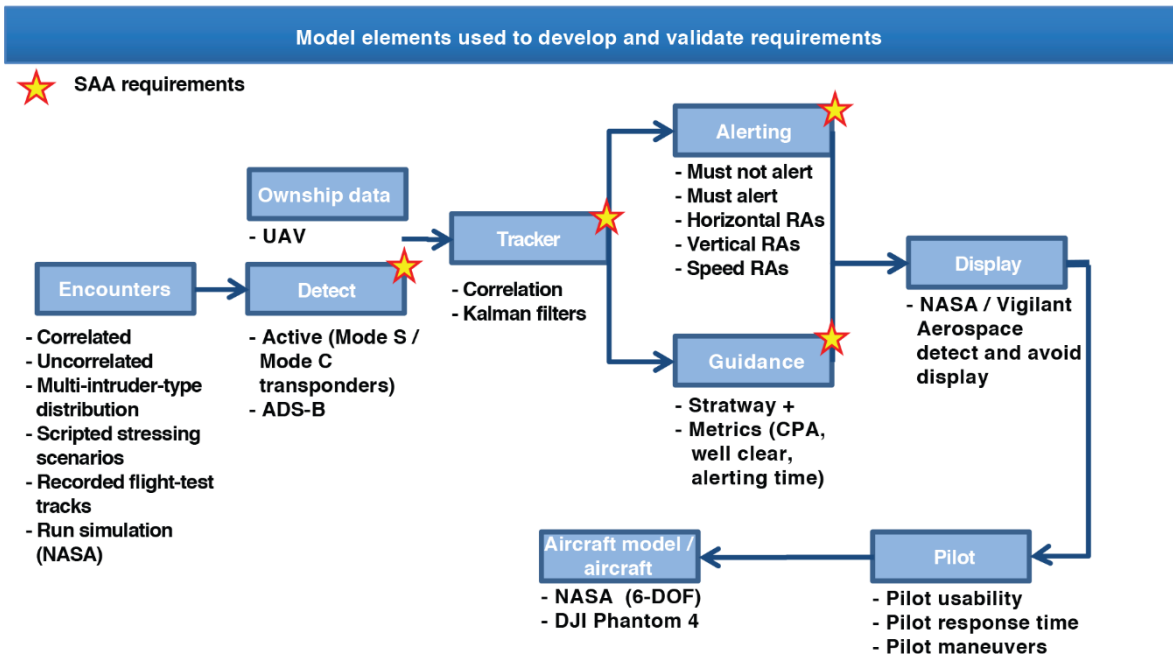 Model elements used to develop and validate requirements
SAA requirements
Encounters
- Correlated
- Uncorrelated
- Multi-intruder-type
distribution
- Scripted stressing
scenarios
- Recorded flight-test
tracks
- Run simulation
(NASA)
Ownship data
- UAV
Detect
- Active (Mode S /
Mode C
transponders)
- ADS-B
Tracker
- Correlation
- Kalman filters
Alerting
- Must not alert
- Must alert
- Horizontal RAs
- Vertical RAs
- Speed RAs
Guidance
- Stratway +
- Metrics (CPA,
well clear,
alerting time)
Display
- NASA / Vigilant
Aerospace
detect and avoid
display
Pilot
- Pilot usability
- Pilot response time
- Pilot maneuvers
Aircraft model /
aircraft
- NASA (6-DOF)
- DJI Phantom 4